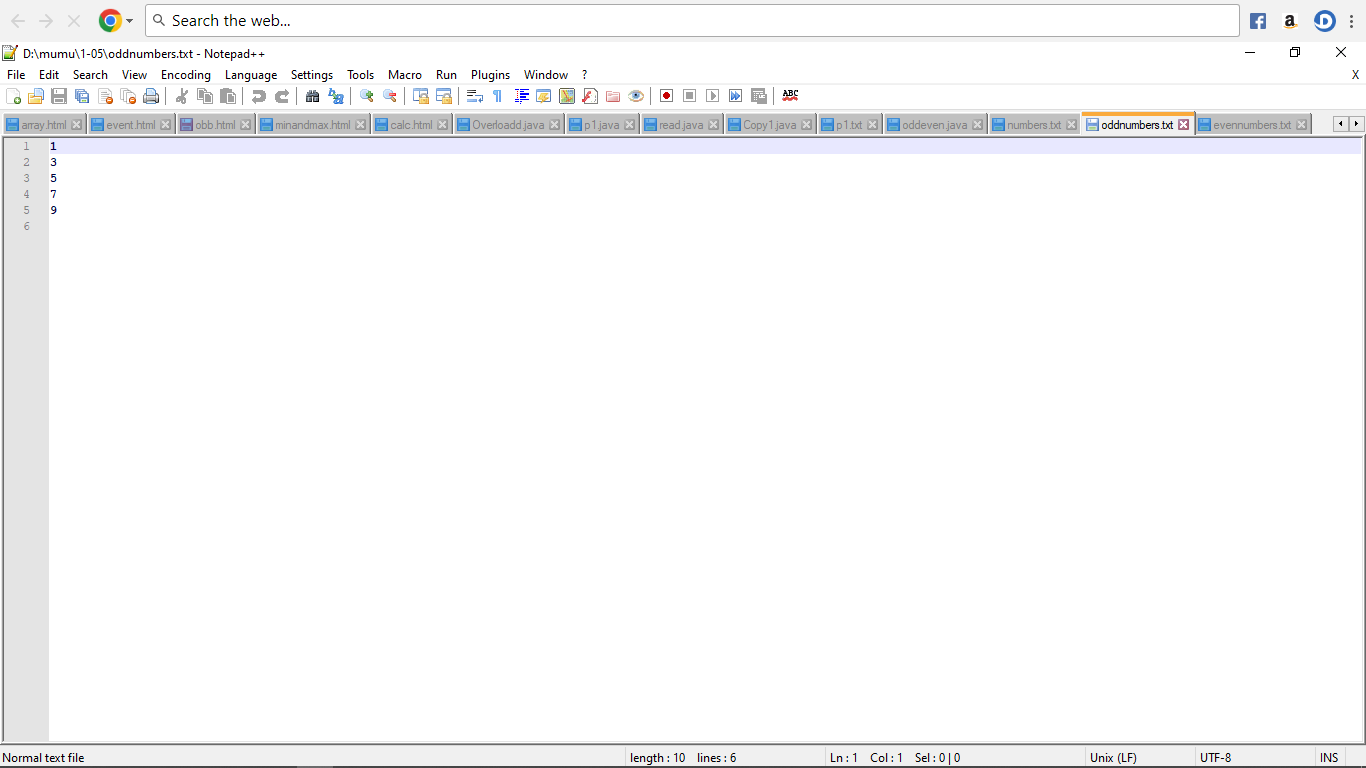 Search the web...
D:\mumu\1-05\oddnumbers.txt - Notepad++
File Edit Search View Encoding Language Settings Tools Macro Run Plugins Window ? X
ABC
array.html event.html obb.html minandmax.html calc.html Overloadd.java p1.java read.java Copy1.java p1.txt oddeven.java numbers.txt oddnumbers.txt evennumbers.txt
1 1
2 3
3 5
4 7
5 9
6
Normal text file length : 10 lines : 6 Ln : 1 Col : 1 Sel : 0 | 0 Unix (LF) UTF-8 INS